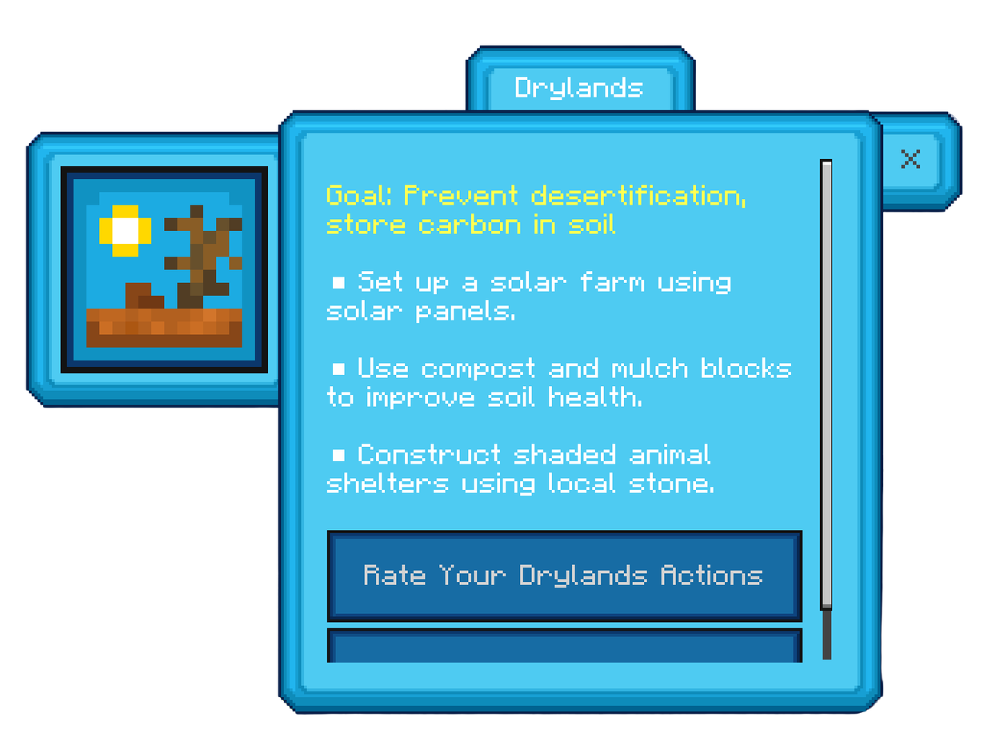 Drylands
X
Goal: Prevent desertification,
store carbon in soil
▪ Set up a solar farm using
solar panels.
▪ Use compost and mulch blocks
to improve soil health.
▪ Construct shaded animal
shelters using local stone.
Rate Your Drylands Actions